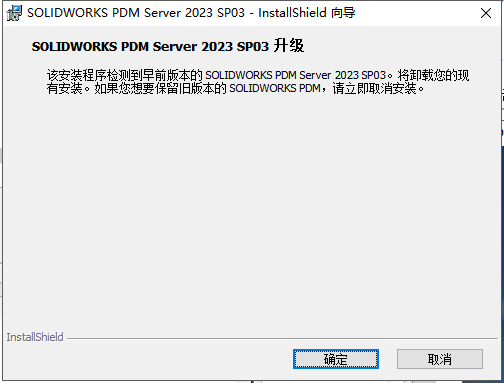 SOLIDWORKS PDM Server 2023 SP03 - InstallShield 向导
SOLIDWORKS PDM Server 2023 SP03 升级
该安装程序检测到早前版本的 SOLIDWORKS PDM Server 2023 SP03。将卸载您的现
有安装。如果您想要保留旧版本的 SOLIDWORKS PDM，请立即取消安装。
InstallShield
确定
取消